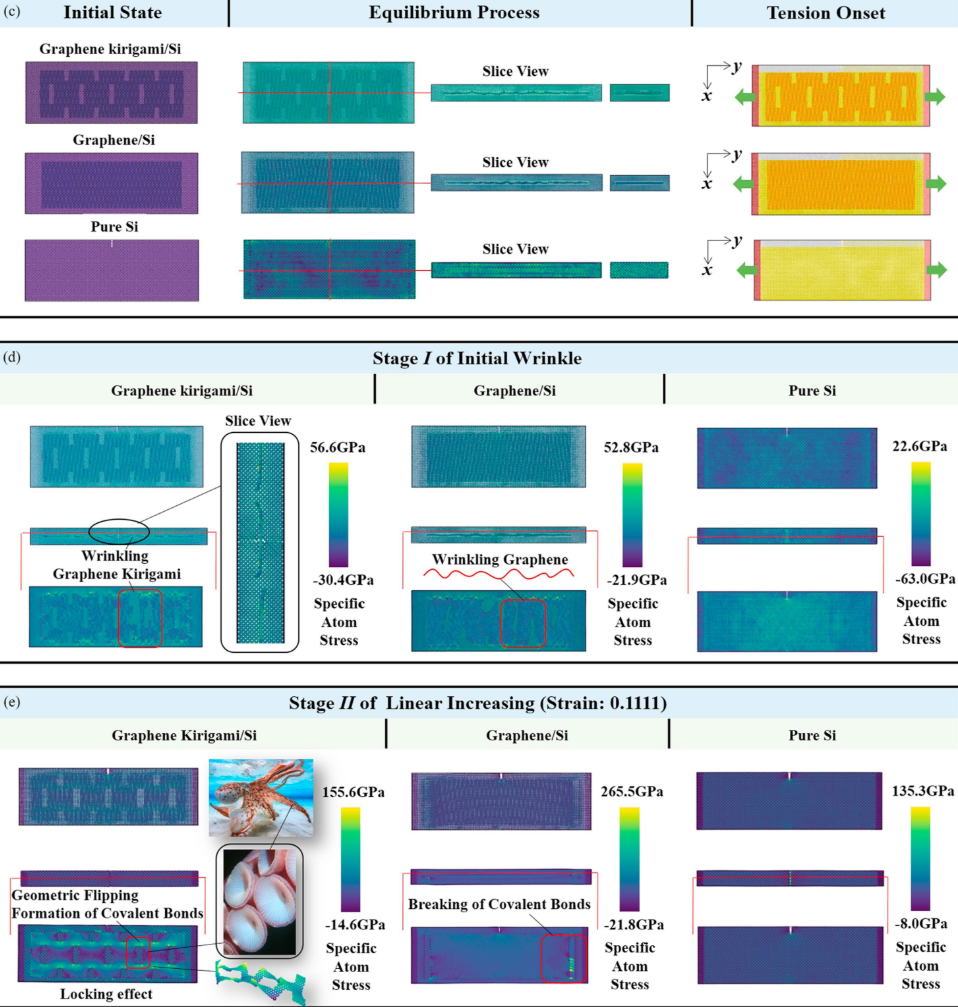 (c)
Initial State
Equilibrium Process
Tension Onset
Graphene kirigami/Si
Slice View
y
x
Graphene/Si
Slice View
y
x
Pure Si
Slice View
y
x
(d)
Stage I of Initial Wrinkle
Graphene kirigami/Si
Graphene/Si
Pure Si
Slice View
56.6GPa
-30.4GPa
Specific
Atom
Stress
Wrinkling
Graphene Kirigami
52.8GPa
-21.9GPa
Specific
Atom
Stress
Wrinkling Graphene
22.6GPa
-63.0GPa
Specific
Atom
Stress
(e)
Stage II of Linear Increasing (Strain: 0.1111)
Graphene Kirigami/Si
Graphene/Si
Pure Si
155.6GPa
-14.6GPa
Specific
Atom
Stress
Geometric Flipping
Formation of Covalent Bonds
Locking effect
265.5GPa
-21.8GPa
Specific
Atom
Stress
Breaking of Covalent Bonds
135.3GPa
-8.0GPa
Specific
Atom
Stress